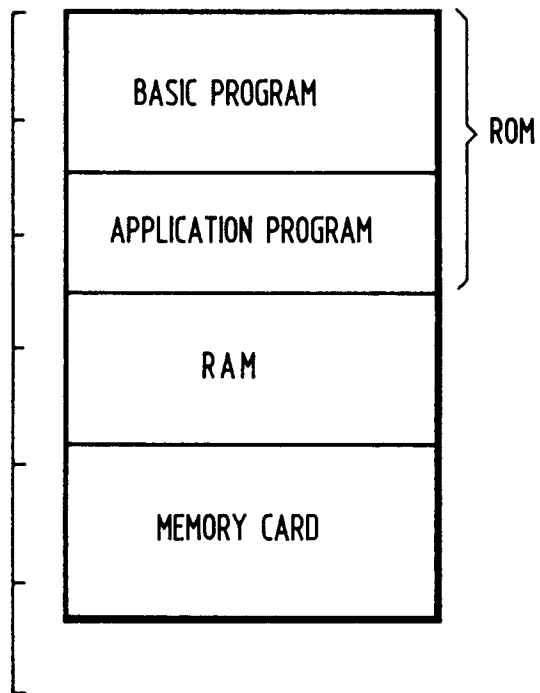 BASIC PROGRAM
ROM
APPLICATION PROGRAM
RAM
MEMORY CARD